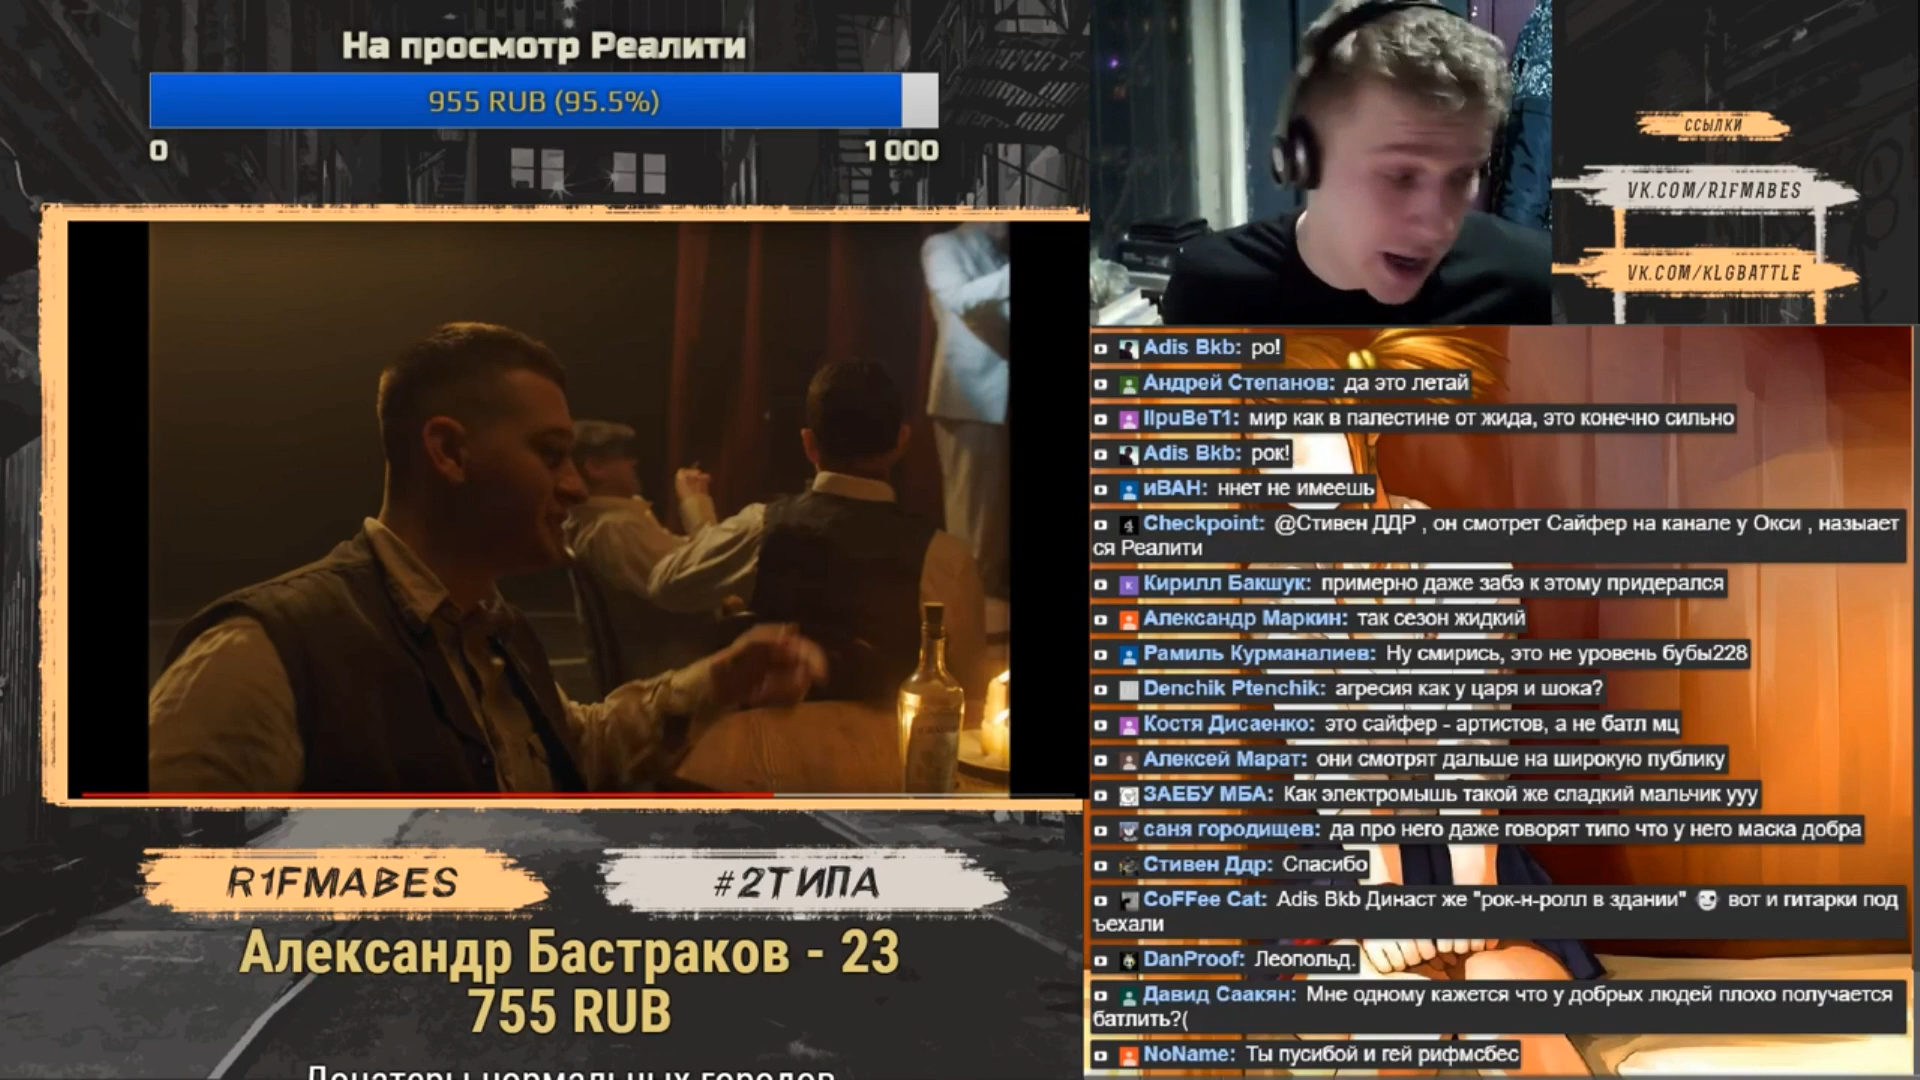 На просмотр Реалити
955 RUB (95.5%)
0
1 000
ССЫЛКИ
VK.COM/R1FMABES
VK.COM/KLGBATTLE
Adis Bkb: ро!
Андрей Степанов: да это летай
IIpuBeT1: мир как в палестине от жида, это конечно сильно
Adis Bkb: рок!
иВАН: ннет не имеешь
Checkpoint: @Стивен ДДР , он смотрет Сайфер на канале у Окси , назыает
ся Реалити
Кирилл Бакшук: примерно даже забэ к этому придерался
Александр Маркин: так сезон жидкий
Рамиль Курманалиев: Ну смирись, это не уровень бубы228
Denchik Ptenchik: агресия как у царя и шока?
Костя Дисаенко: это сайфер - артистов, а не батл мц
Алексей Марат: они смотрят дальше на широкую публику
ЗАЕБУ МБА: Как электромышь такой же сладкий мальчик ууу
саня городищев: да про него даже говорят типо что у него маска добра
Стивен Ддр: Спасибо
CoFFee Cat: Adis Bkb Династ же "рок-н-ролл в здании" вот и гитарки под
ъехали
DanProof: Леопольд.
Давид Саакян: Мне одному кажется что у добрых людей плохо получается
батлить?(
NoName: Ты пусибой и гей рифмсбес
R1FMABES
#2ТИПА
Александр Бастраков - 23
755 RUB
Донатеры нормальных городов